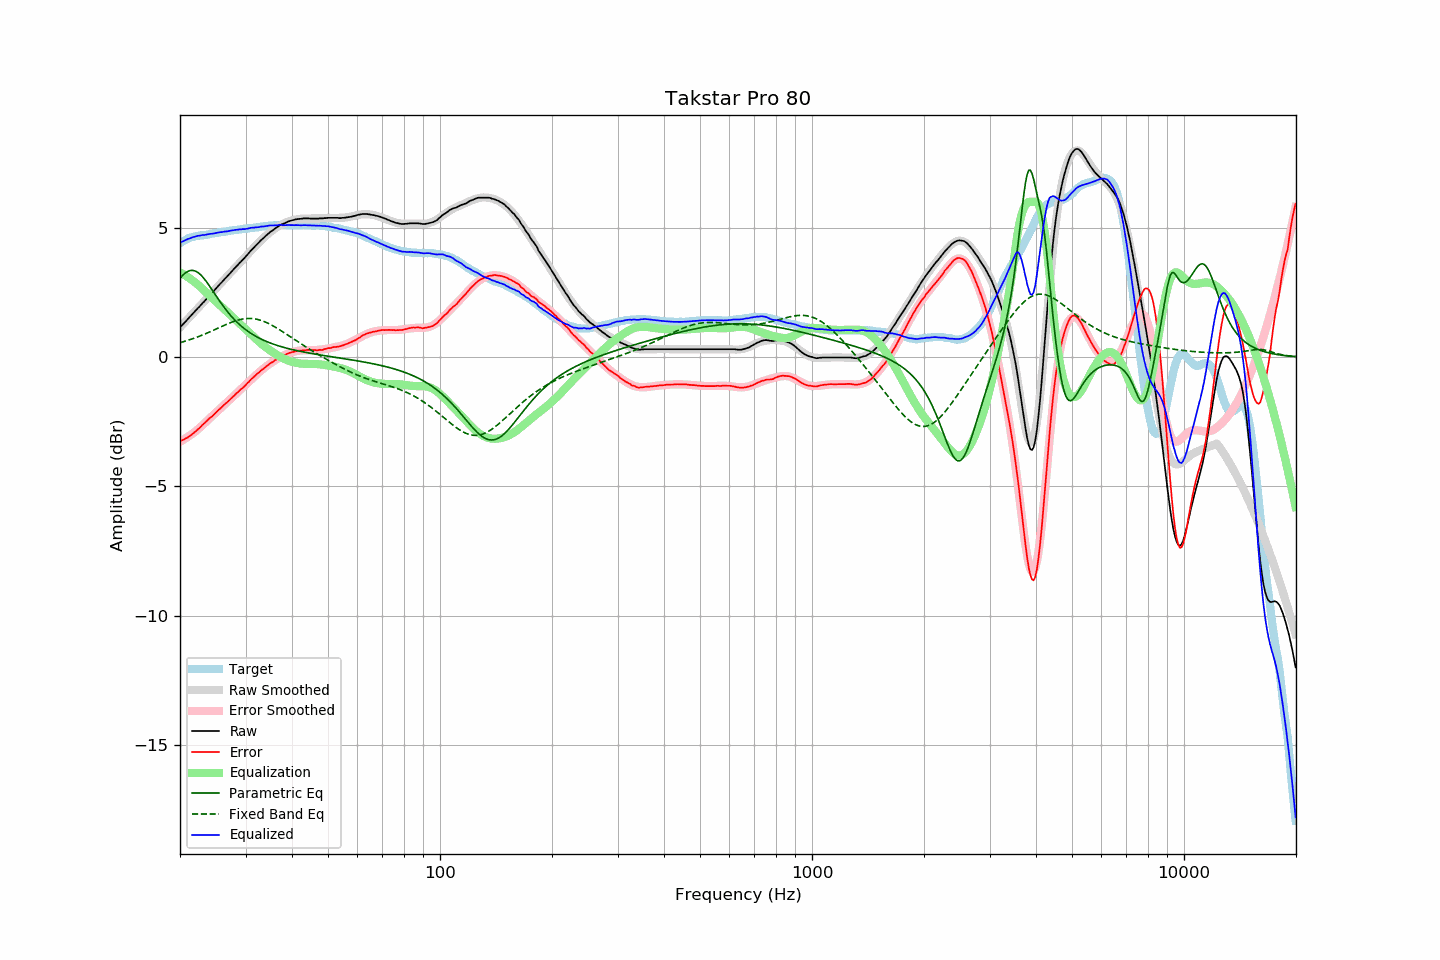 Takstar Pro 80
Amplitude (dBr)
5
0
−5
−10
−15
Target
Raw Smoothed
Error Smoothed
Raw
Error
Equalization
Parametric Eq
Fixed Band Eq
Equalized
100
1000
10000
Frequency (Hz)